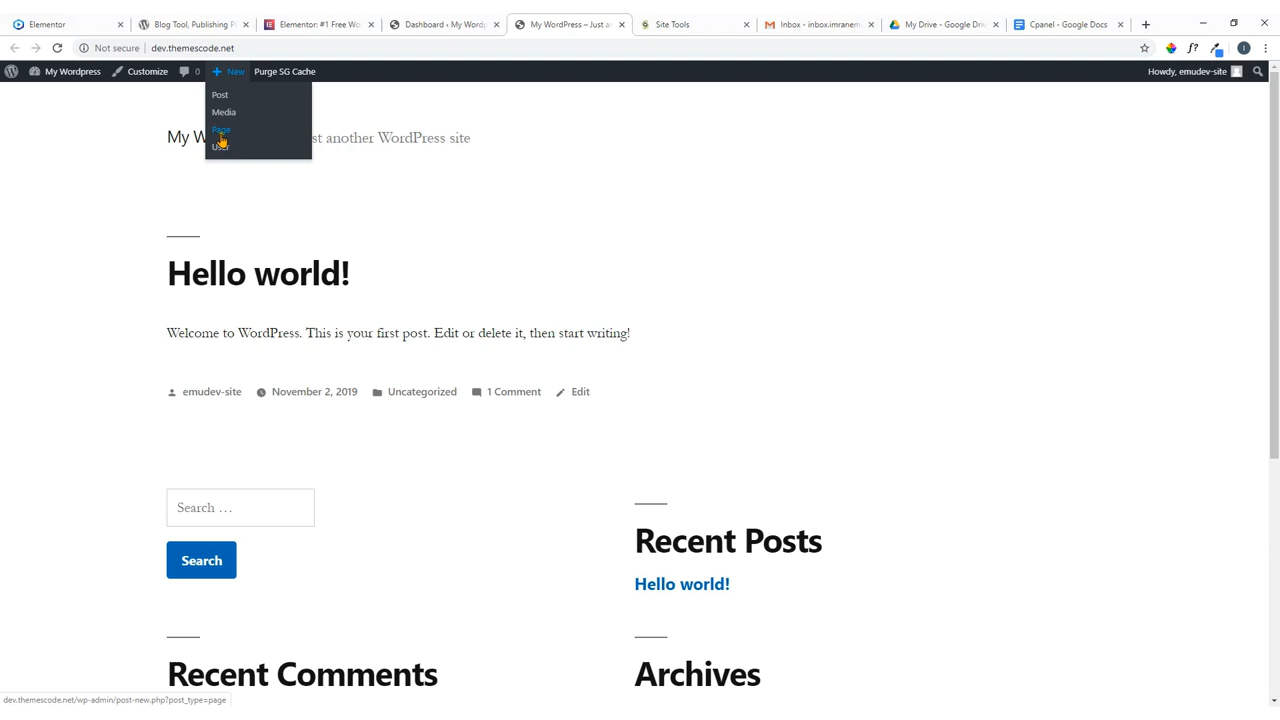 Elementor
Blog Tool, Publishing Pl
Elementor: #1 Free Wo
Dashboard ‹ My Wordp
My WordPress – Just an
Site Tools
Inbox - inbox.imranem
My Drive - Google Driv
Cpanel - Google Docs
Not secure dev.themescode.net
My Wordpress Customize 0 New Purge SG Cache Howdy, emudev-site
Post
Media
Page
User
My W st another WordPress site
Hello world!
Welcome to WordPress. This is your first post. Edit or delete it, then start writing!
emudev-site November 2, 2019 Uncategorized 1 Comment Edit
Search …
Search
Recent Posts
Hello world!
Recent Comments
Archives
dev.themescode.net/wp-admin/post-new.php?post_type=page